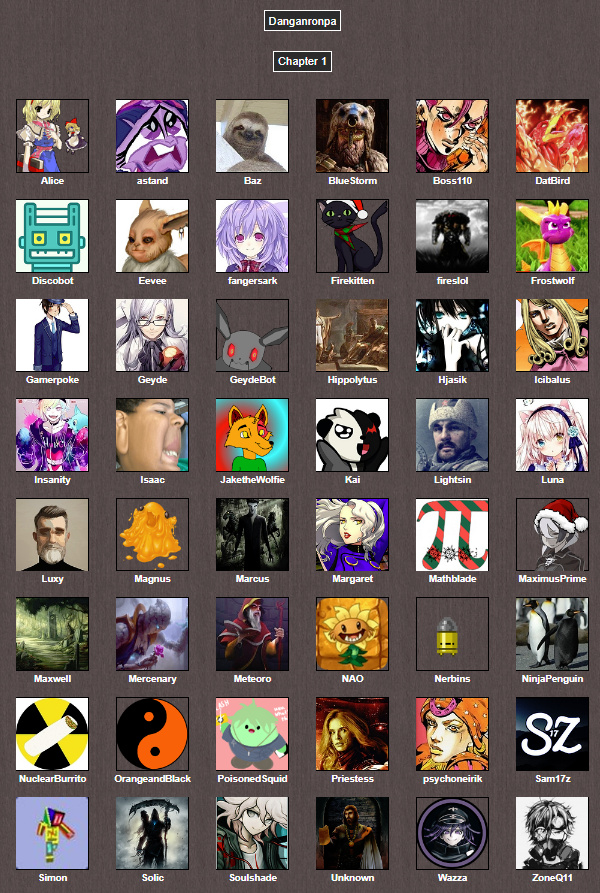 Danganronpa
Chapter 1
Alice astand Baz BlueStorm Boss110 DatBird
Discobot Eevee fangersark Firekitten fireslol Frostwolf
Gamerpoke Geyde GeydeBot Hippolytus Hjasik Icibalus
Insanity Isaac JaketheWolfie Kai Lightsin Luna
Luxy Magnus Marcus Margaret Mathblade MaximusPrime
Maxwell Mercenary Meteoro NAO Nerbins NinjaPenguin
NuclearBurrito OrangeandBlack PoisonedSquid Priestess psychoneirik Sam17z
SZ
17
Simon Solic Soulshade Unknown Wazza ZoneQ11